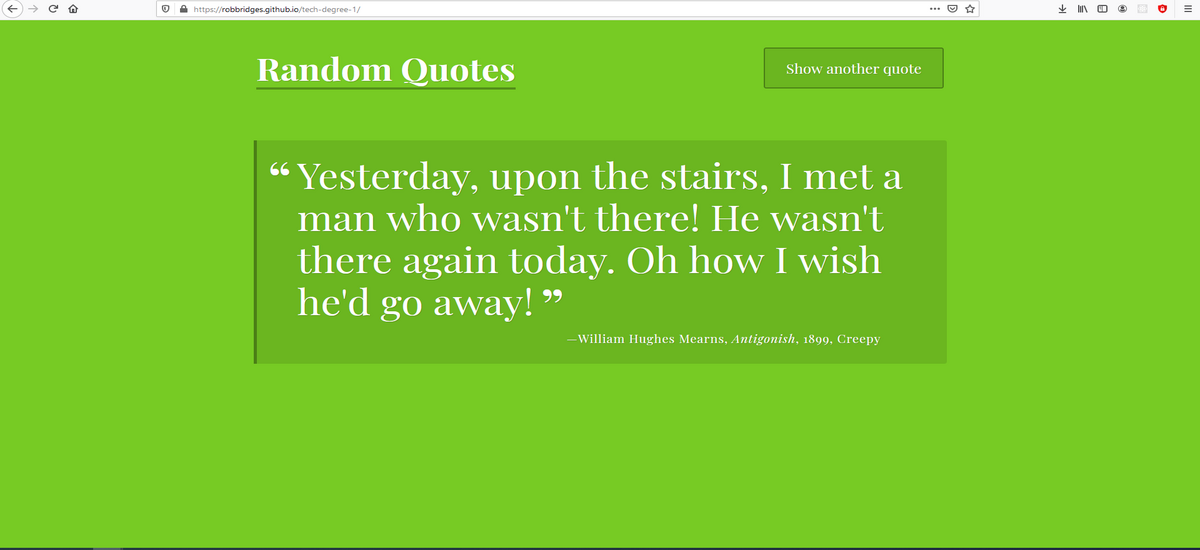 https://robbridges.github.io/tech-degree-1/
Random Quotes
Show another quote
“ Yesterday, upon the stairs, I met a
man who wasn't there! He wasn't
there again today. Oh how I wish
he'd go away! ”
—William Hughes Mearns, Antigonish, 1899, Creepy